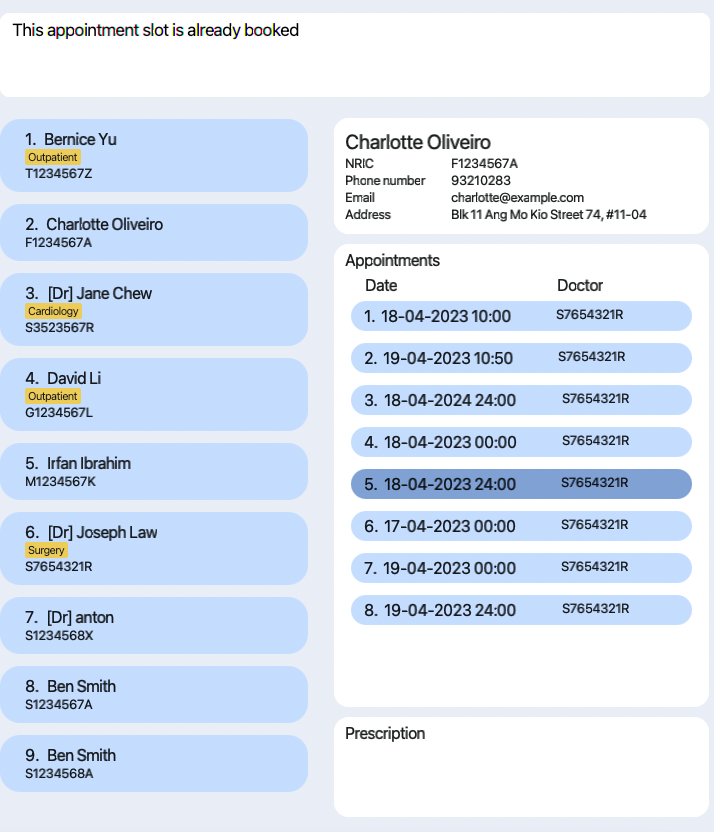 This appointment slot is already booked
1. Bernice Yu
Outpatient
T1234567Z
2. Charlotte Oliveiro
F1234567A
3. [Dr] Jane Chew
Cardiology
S3523567R
4. David Li
Outpatient
G1234567L
5. Irfan Ibrahim
M1234567K
6. [Dr] Joseph Law
Surgery
S7654321R
7. [Dr] anton
S1234568X
8. Ben Smith
S1234567A
9. Ben Smith
S1234568A
Charlotte Oliveiro
NRIC F1234567A
Phone number 93210283
Email charlotte@example.com
Address Blk 11 Ang Mo Kio Street 74, #11-04
Appointments
Date Doctor
1. 18-04-2023 10:00 S7654321R
2. 19-04-2023 10:50 S7654321R
3. 18-04-2024 24:00 S7654321R
4. 18-04-2023 00:00 S7654321R
5. 18-04-2023 24:00 S7654321R
6. 17-04-2023 00:00 S7654321R
7. 19-04-2023 00:00 S7654321R
8. 19-04-2023 24:00 S7654321R
Prescription